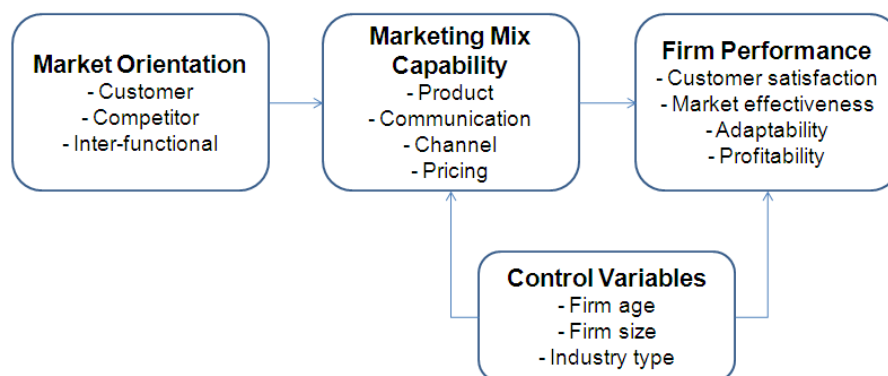 Market Orientation
- Customer
- Competitor
- Inter-functional
Marketing Mix
Capability
- Product
- Communication
- Channel
- Pricing
Firm Performance
- Customer satisfaction
- Market effectiveness
- Adaptability
- Profitability
Control Variables
- Firm age
- Firm size
- Industry type